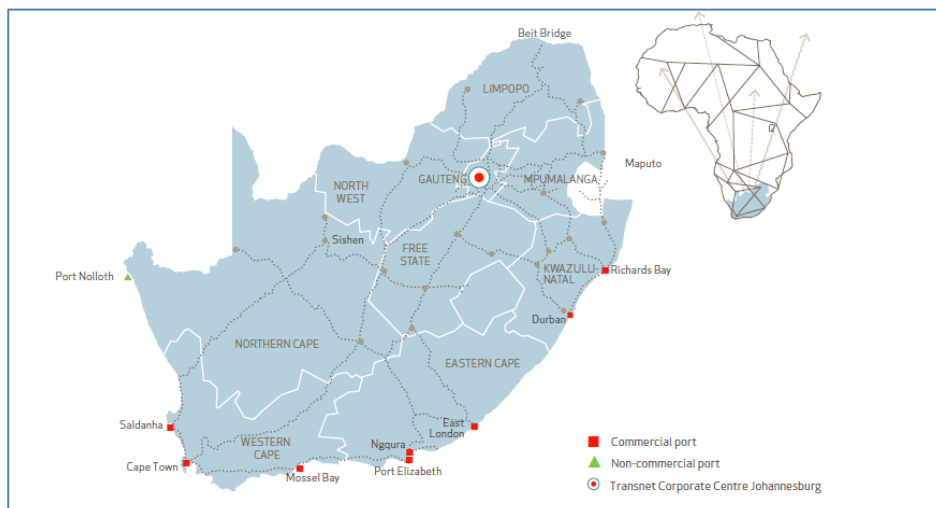 Beit Bridge
LIMPOPO
Maputo
GAUTENG
MPUMALANGA
NORTH
WEST
Sishen
FREE
STATE
Port Nolloth
KWAZULU-
NATAL
Richards Bay
Durban
NORTHERN CAPE
EASTERN CAPE
Saldanha
East
London
WESTERN
CAPE
Ngqura
Cape Town
Mossel Bay
Port Elizabeth
Commercial port
Non-commercial port
Transnet Corporate Centre Johannesburg